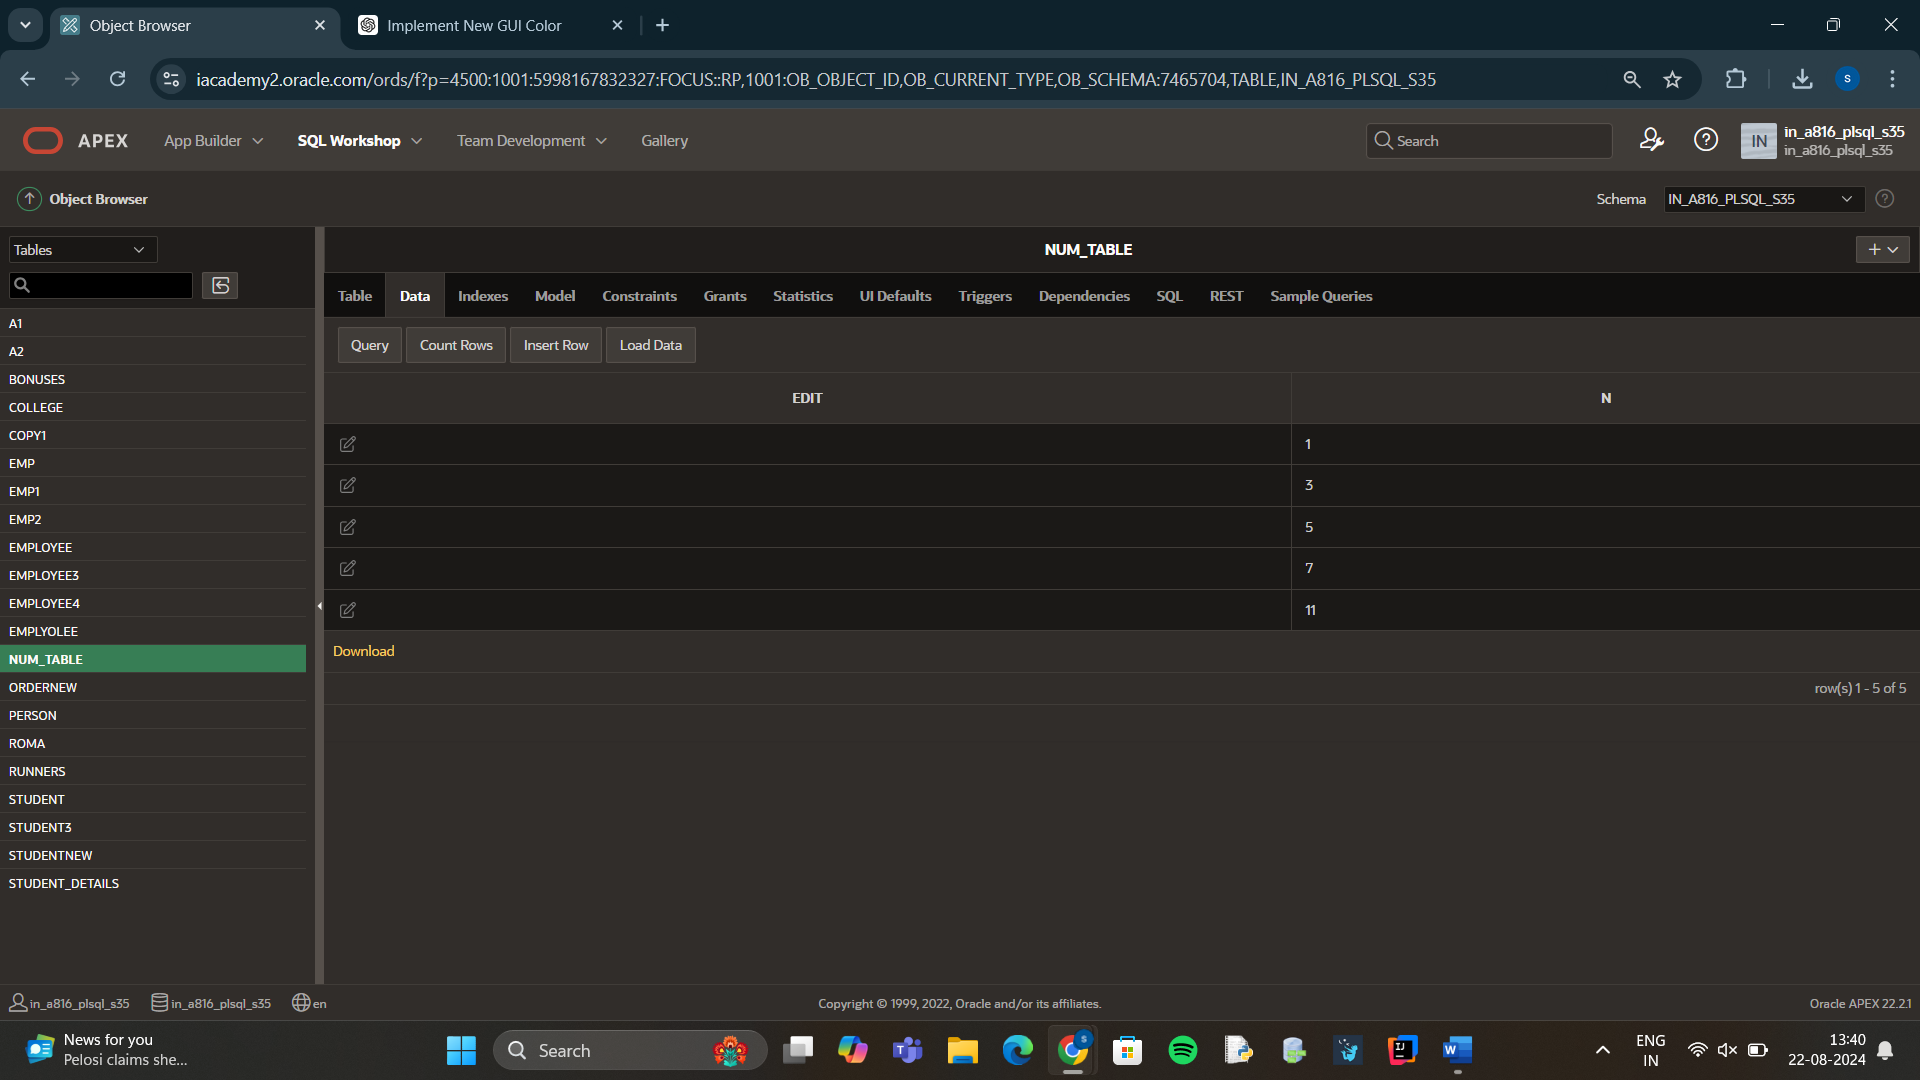 Object Browser
Implement New GUI Color
iacademy2.oracle.com/ords/f?p=4500:1001:5998167832327:FOCUS::RP,1001:OB_OBJECT_ID,OB_CURRENT_TYPE,OB_SCHEMA:7465704,TABLE,IN_A816_PLSQL_S35
S
APEX
App Builder
SQL Workshop
Team Development
Gallery
Search
IN
in_a816_plsql_s35
in_a816_plsql_s35
Object Browser
Schema
IN_A816_PLSQL_S35
Tables
NUM_TABLE
Table
Data
Indexes
Model
Constraints
Grants
Statistics
UI Defaults
Triggers
Dependencies
SQL
REST
Sample Queries
Query
Count Rows
Insert Row
Load Data
A1
A2
BONUSES
COLLEGE
COPY1
EMP
EMP1
EMP2
EMPLOYEE
EMPLOYEE3
EMPLOYEE4
EMPLYOLEE
NUM_TABLE
ORDERNEW
PERSON
ROMA
RUNNERS
STUDENT
STUDENT3
STUDENTNEW
STUDENT_DETAILS
EDIT
N
1
3
5
7
11
Download
row(s) 1 - 5 of 5
in_a816_plsql_s35
in_a816_plsql_s35
en
Copyright © 1999, 2022, Oracle and/or its affiliates.
Oracle APEX 22.2.1
News for you
Pelosi claims she...
Search
ENG
IN
13:40
22-08-2024